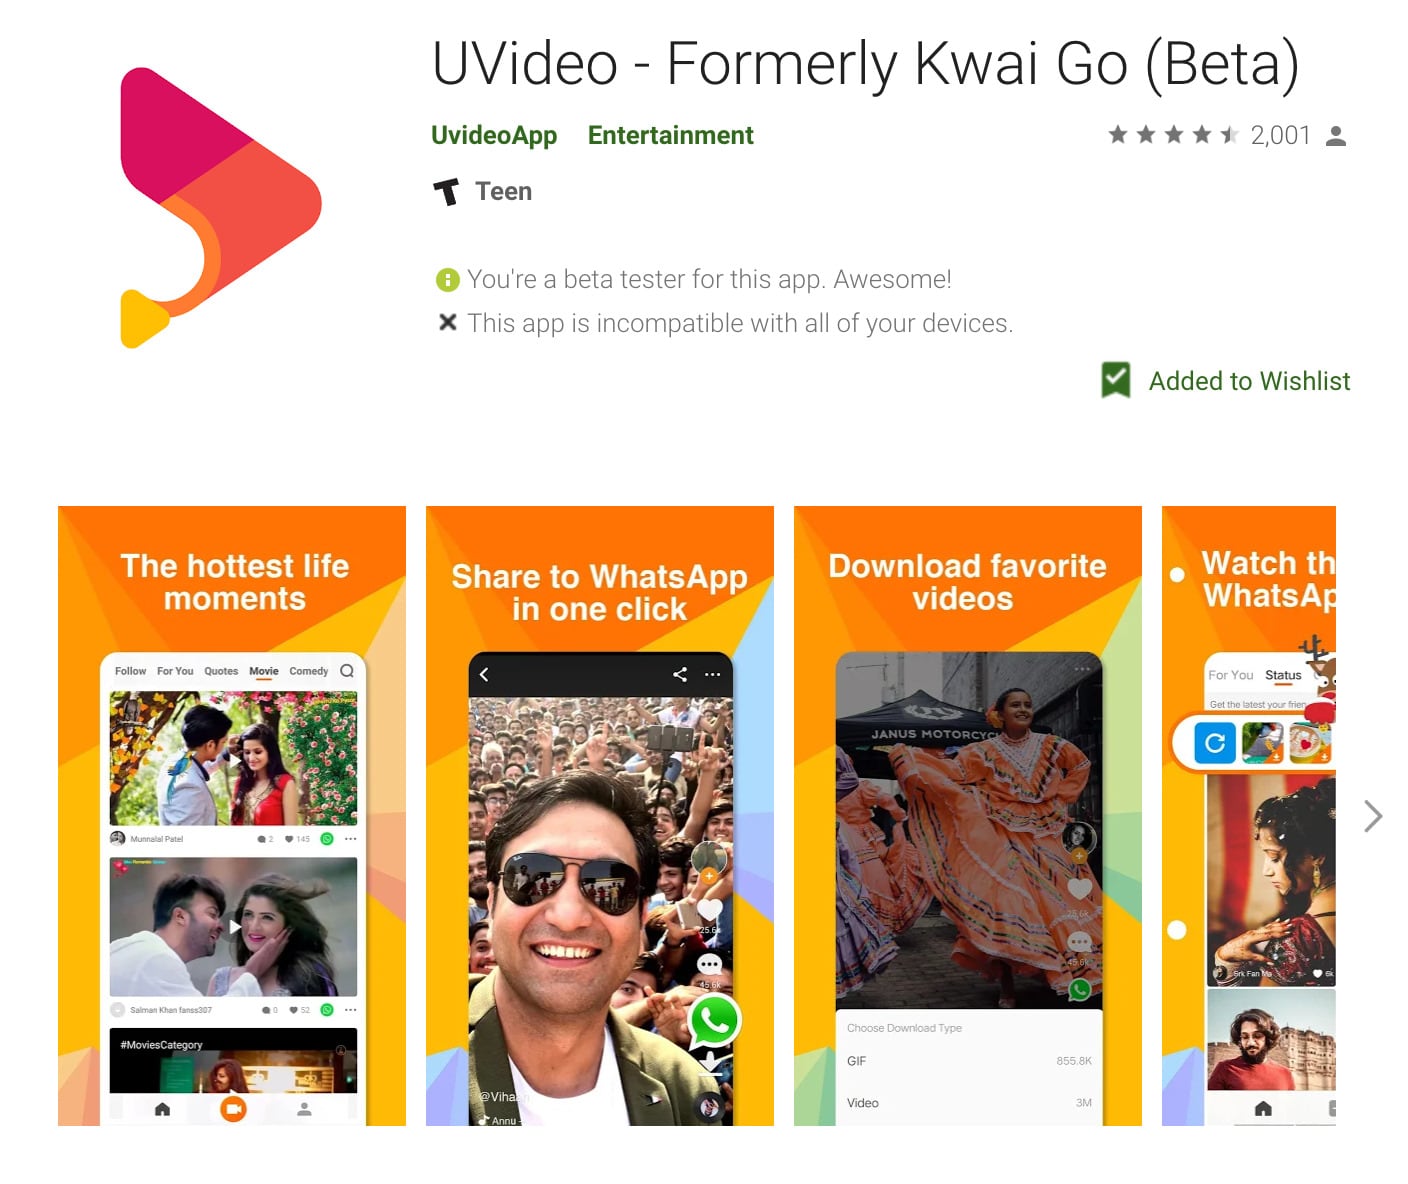 UVideo - Formerly Kwai Go (Beta)
UvideoApp Entertainment
2,001
T Teen
You're a beta tester for this app. Awesome!
This app is incompatible with all of your devices.
Added to Wishlist
The hottest life
moments
Follow For You Quotes Movie Comedy
Munnalal Patel 2 145
Salman Khan fanss307 0 52
#MoviesCategory
Share to WhatsApp
in one click
25.6k
45.6k
@Vihaan
Annu -
Download favorite
videos
JANUS MOTORCYC
25.6k
45.6k
Choose Download Type
GIF 855.8K
Video 3M
Watch th
WhatsAp
For You Status
Get the latest your frien
Srk Fan Ma 6k